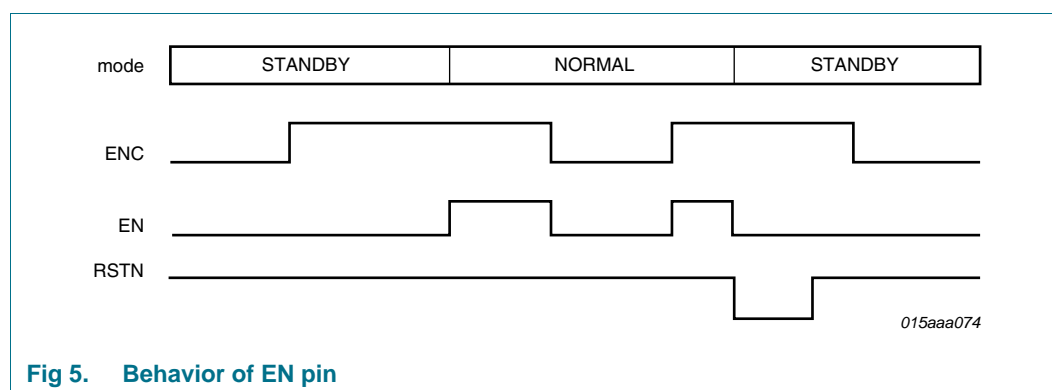 mode STANDBY NORMAL STANDBY
ENC
EN
RSTN
015aaa074
Fig 5. Behavior of EN pin